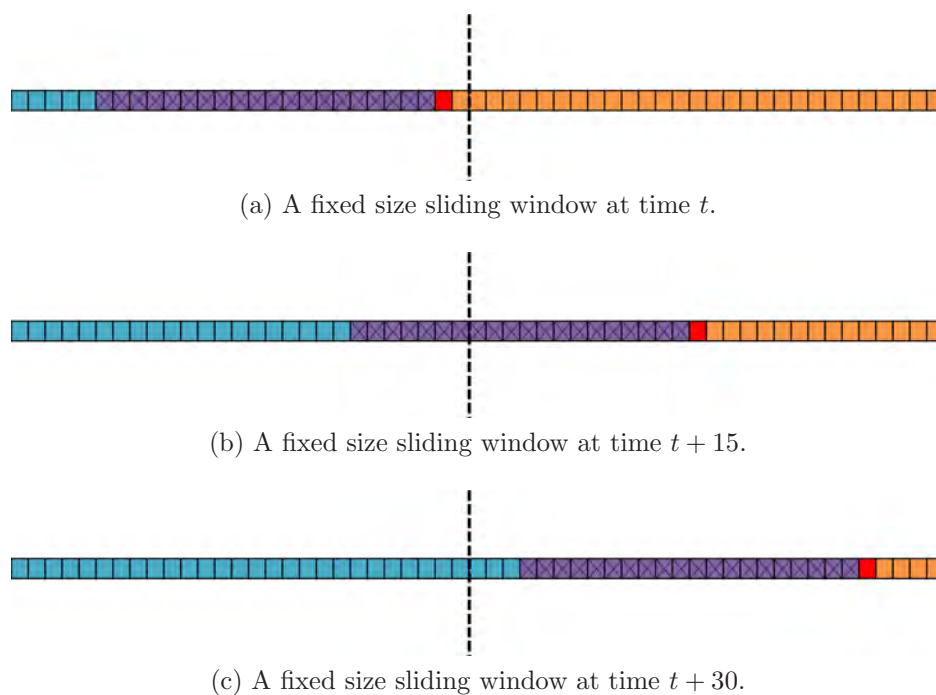 (a) A fixed size sliding window at time t.
(b) A fixed size sliding window at time t + 15.
(c) A fixed size sliding window at time t + 30.